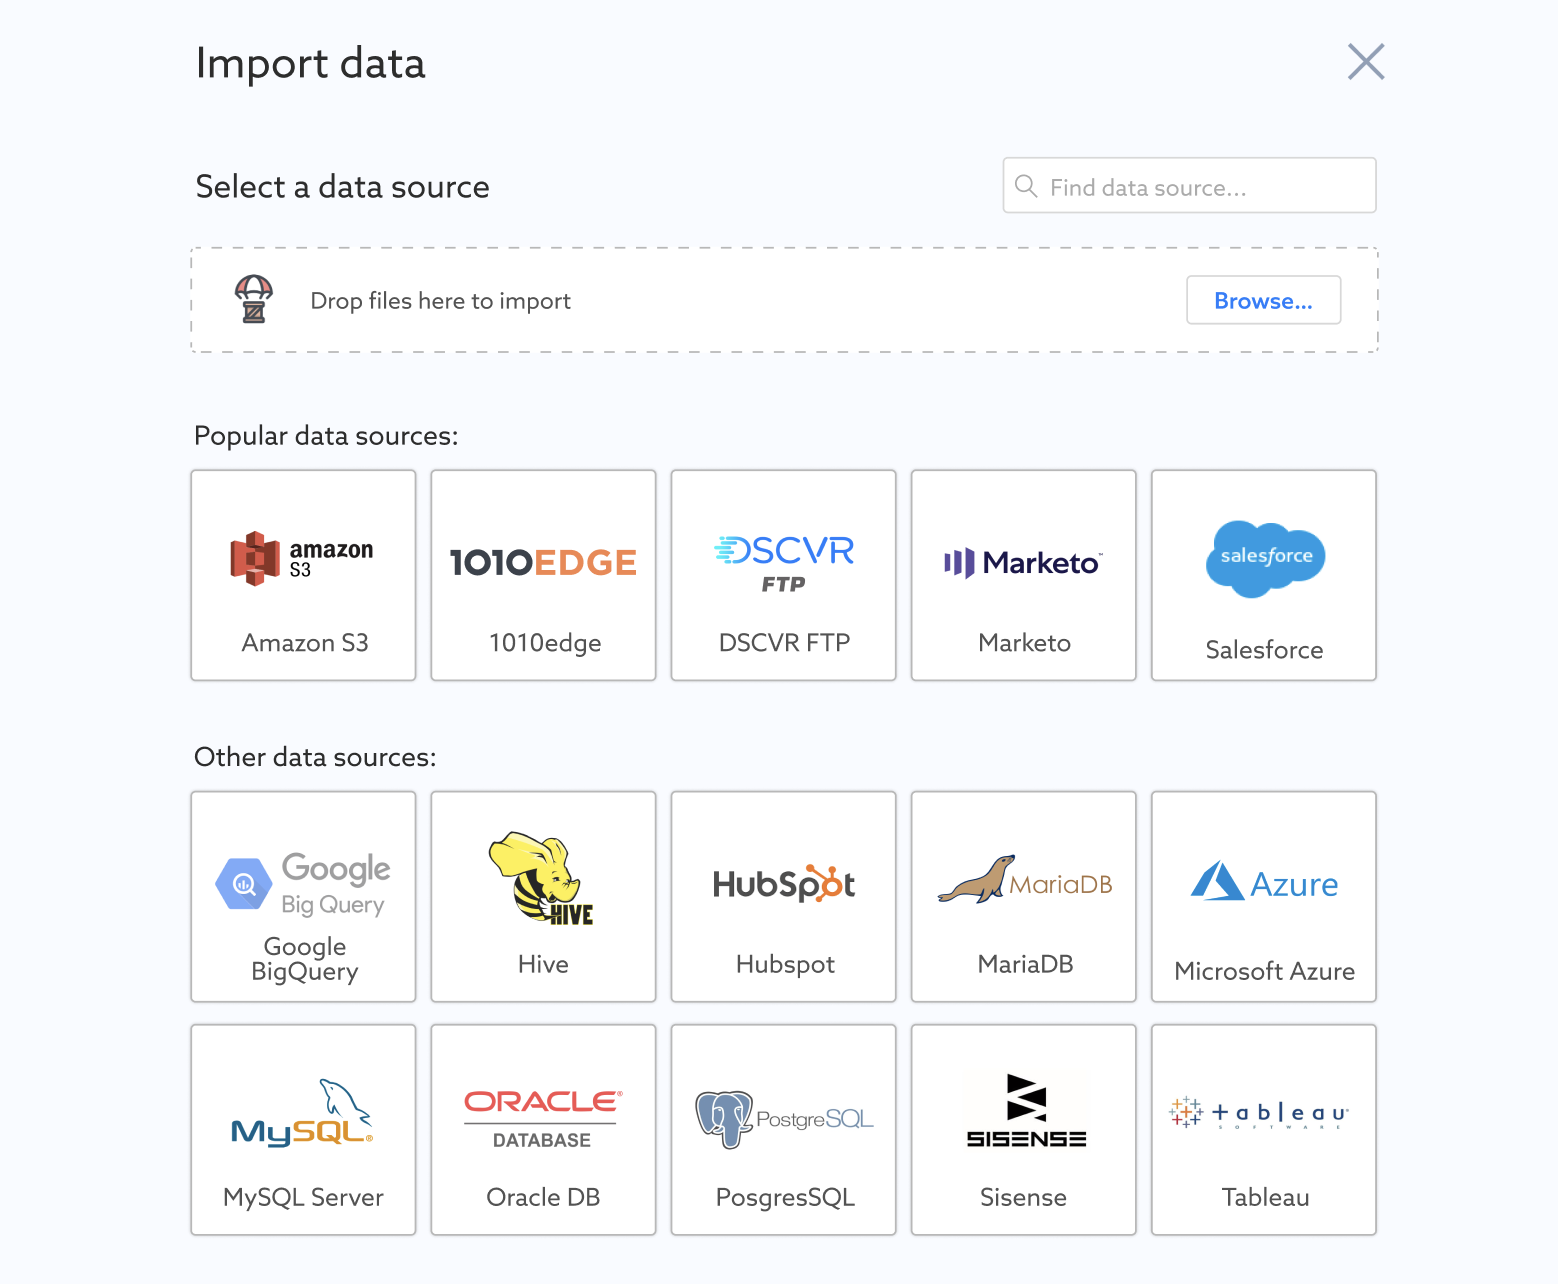 Import data
Select a data source
Find data source...
Drop files here to import
Browse...
Popular data sources:
amazon
S3
Amazon S3
1010EDGE
1010edge
DSCVR
FTP
DSCVR FTP
Marketo™
Marketo
salesforce
Salesforce
Other data sources:
Google
Big Query
Google
BigQuery
HIVE
Hive
HubSpot
Hubspot
MariaDB
MariaDB
Azure
Microsoft Azure
MySQL®
MySQL Server
ORACLE®
DATABASE
Oracle DB
PostgreSQL
PosgresSQL
SISENSE
Sisense
+ableau®
SOFTWARE
Tableau